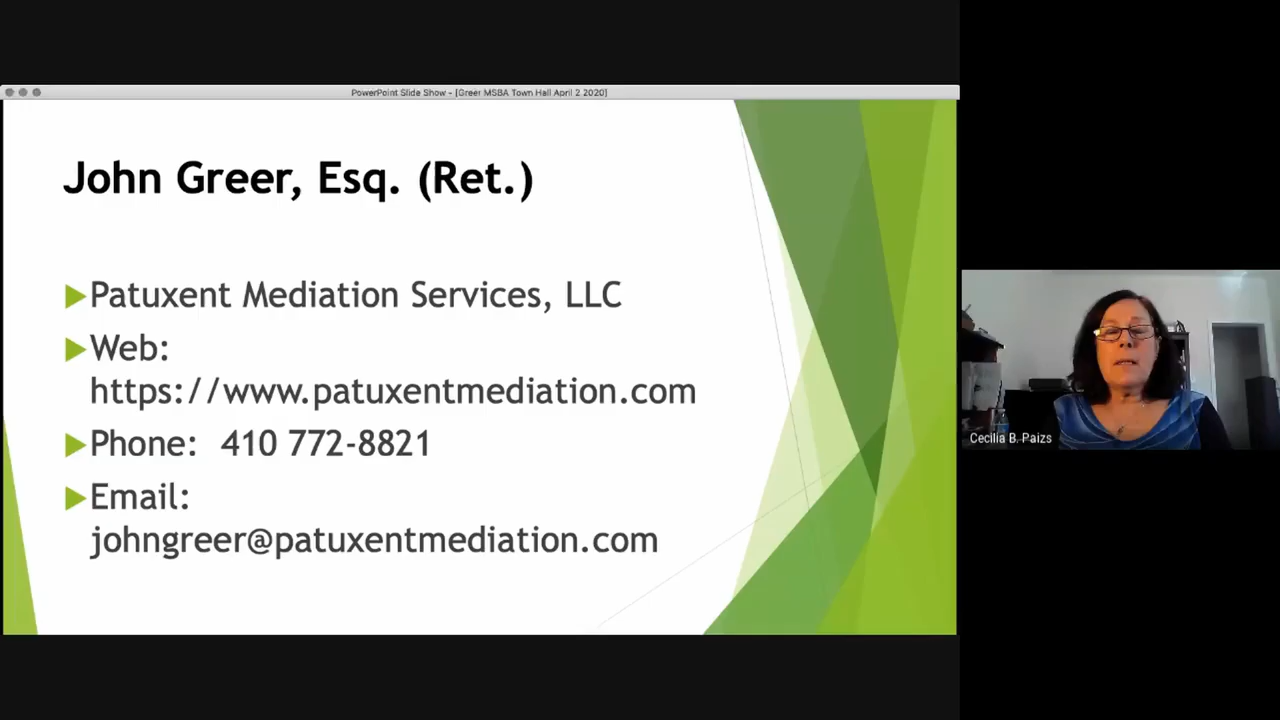 PowerPoint Slide Show - [Greer MSBA Town Hall April 2 2020]
John Greer, Esq. (Ret.)
Patuxent Mediation Services, LLC
Web:
https://www.patuxentmediation.com
Phone: 410 772-8821
Email:
johngreer@patuxentmediation.com
Cecilia B. Paizs